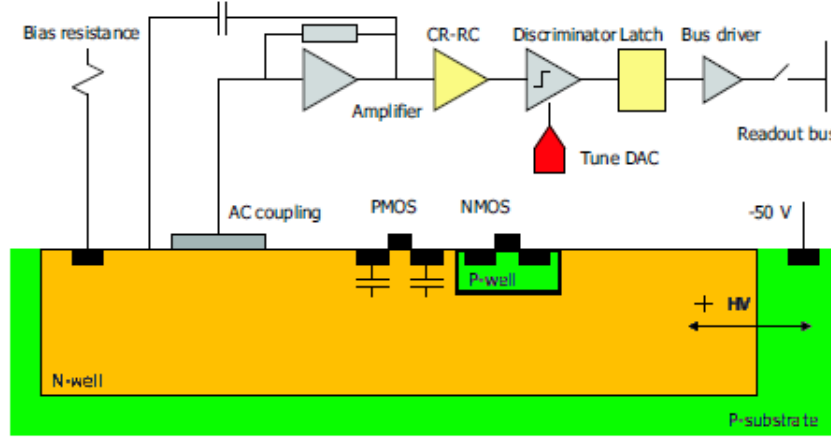 Bias resistance
CR-RC
Discriminator
Latch
Bus driver
Amplifier
Tune DAC
Readout bus
AC coupling
PMOS
NMOS
-50 V
P-well
+ HV
N-well
P-substrate